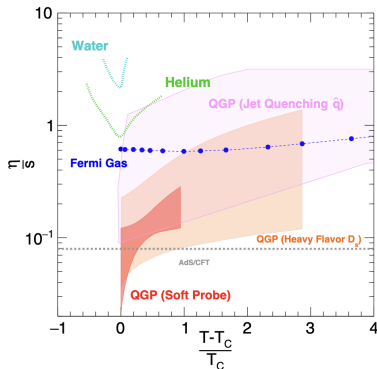 10
Water
Helium
QGP (Jet Quenching q̂)
1
Fermi Gas
η/s
10⁻¹
QGP (Heavy Flavor Dₛ)
AdS/CFT
QGP (Soft Probe)
−1 0 1 2 3 4
T-T_C
T_C